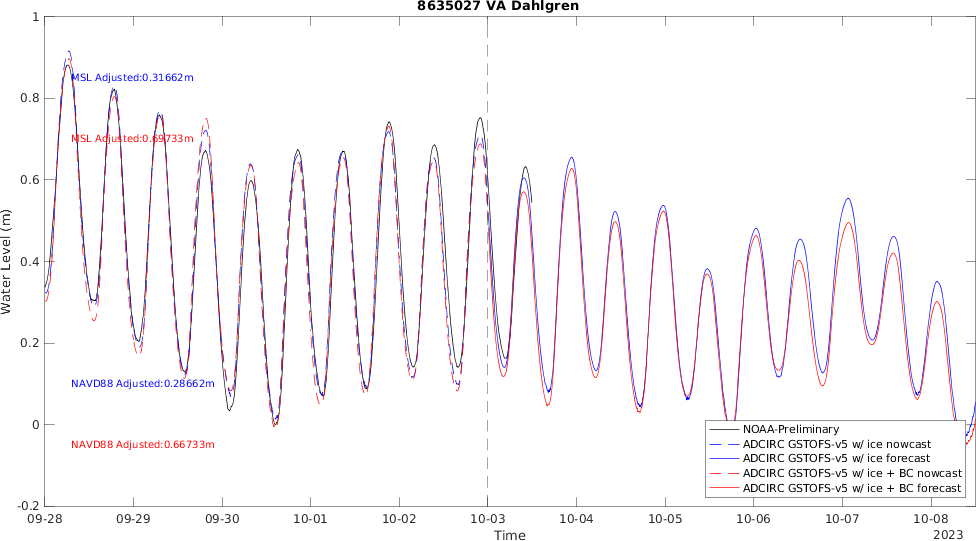 8635027 VA Dahlgren
1
0.8
0.6
0.4
0.2
0
-0.2
Water Level (m)
MSL Adjusted:0.31662m
MSL Adjusted:0.69733m
NAVD88 Adjusted:0.28662m
NAVD88 Adjusted:0.66733m
NOAA-Preliminary
ADCIRC GSTOFS-v5 w/ ice nowcast
ADCIRC GSTOFS-v5 w/ ice forecast
ADCIRC GSTOFS-v5 w/ ice + BC nowcast
ADCIRC GSTOFS-v5 w/ ice + BC forecast
09-28 09-29 09-30 10-01 10-02 10-03 10-04 10-05 10-06 10-07 10-08
Time 2023